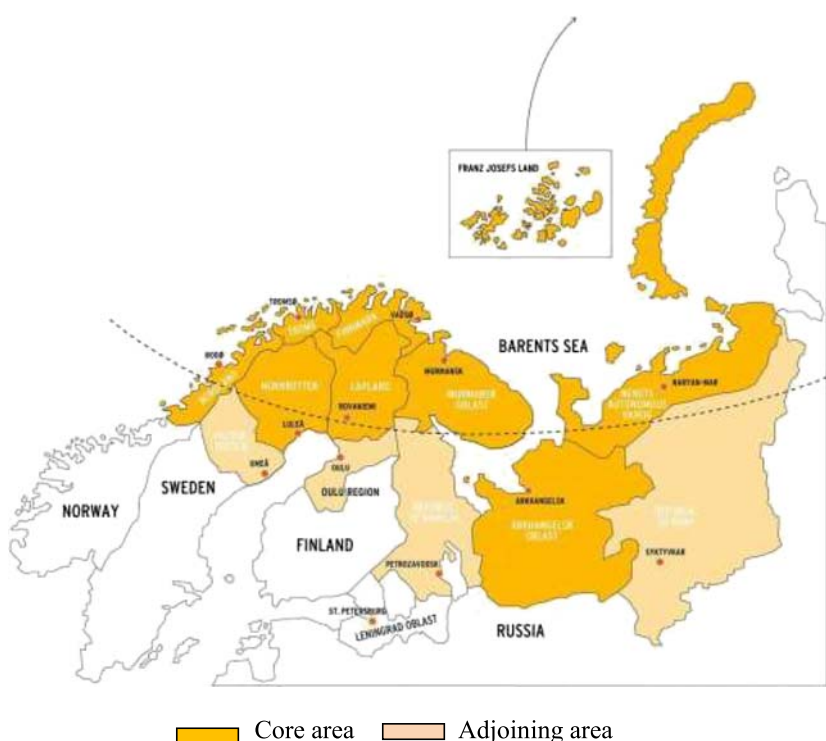 FRANZ JOSEFS LAND
TROMSØ
TROMS
FINNMARK
VADSØ
BARENTS SEA
BODØ
MURMANSK
NARYAN-MAR
NORRBOTTEN
LAPLAND
MURMANSK
OBLAST
NENETS
AUTONOMOUS
ROVANIEMI
LULEÅ
UMEÅ
OULU
SWEDEN
NORWAY
OULU REGION
ARKHANGELSK
ARKHANGELSK
OBLAST
FINLAND
SYKTYVKAR
PETROZAVODSK
ST. PETERSBURG
LENINGRAD OBLAST
RUSSIA
Core area
Adjoining area